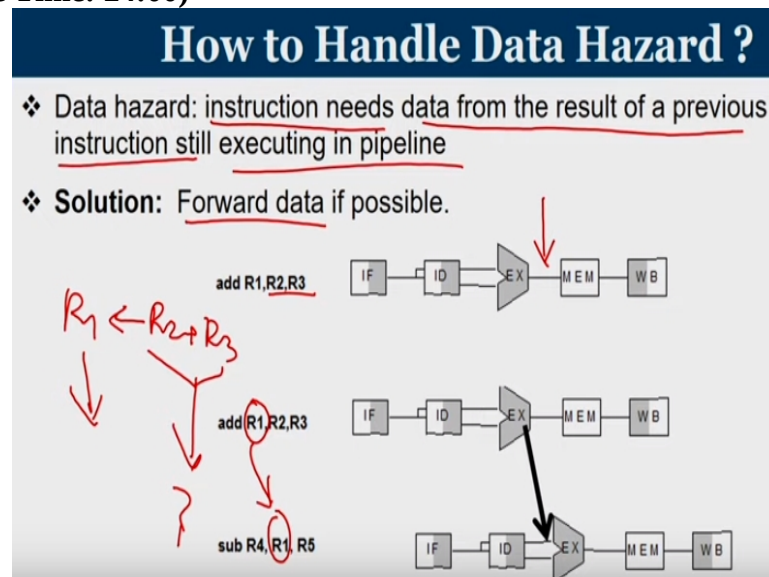 How to Handle Data Hazard ?
❖ Data hazard: instruction needs data from the result of a previous
instruction still executing in pipeline
❖ Solution: Forward data if possible.
add R1,R2,R3 IF ID EX MEM WB
R1 ← R2+R3
add R1,R2,R3 IF ID EX MEM WB
?
sub R4, R1, R5 IF ID EX MEM WB